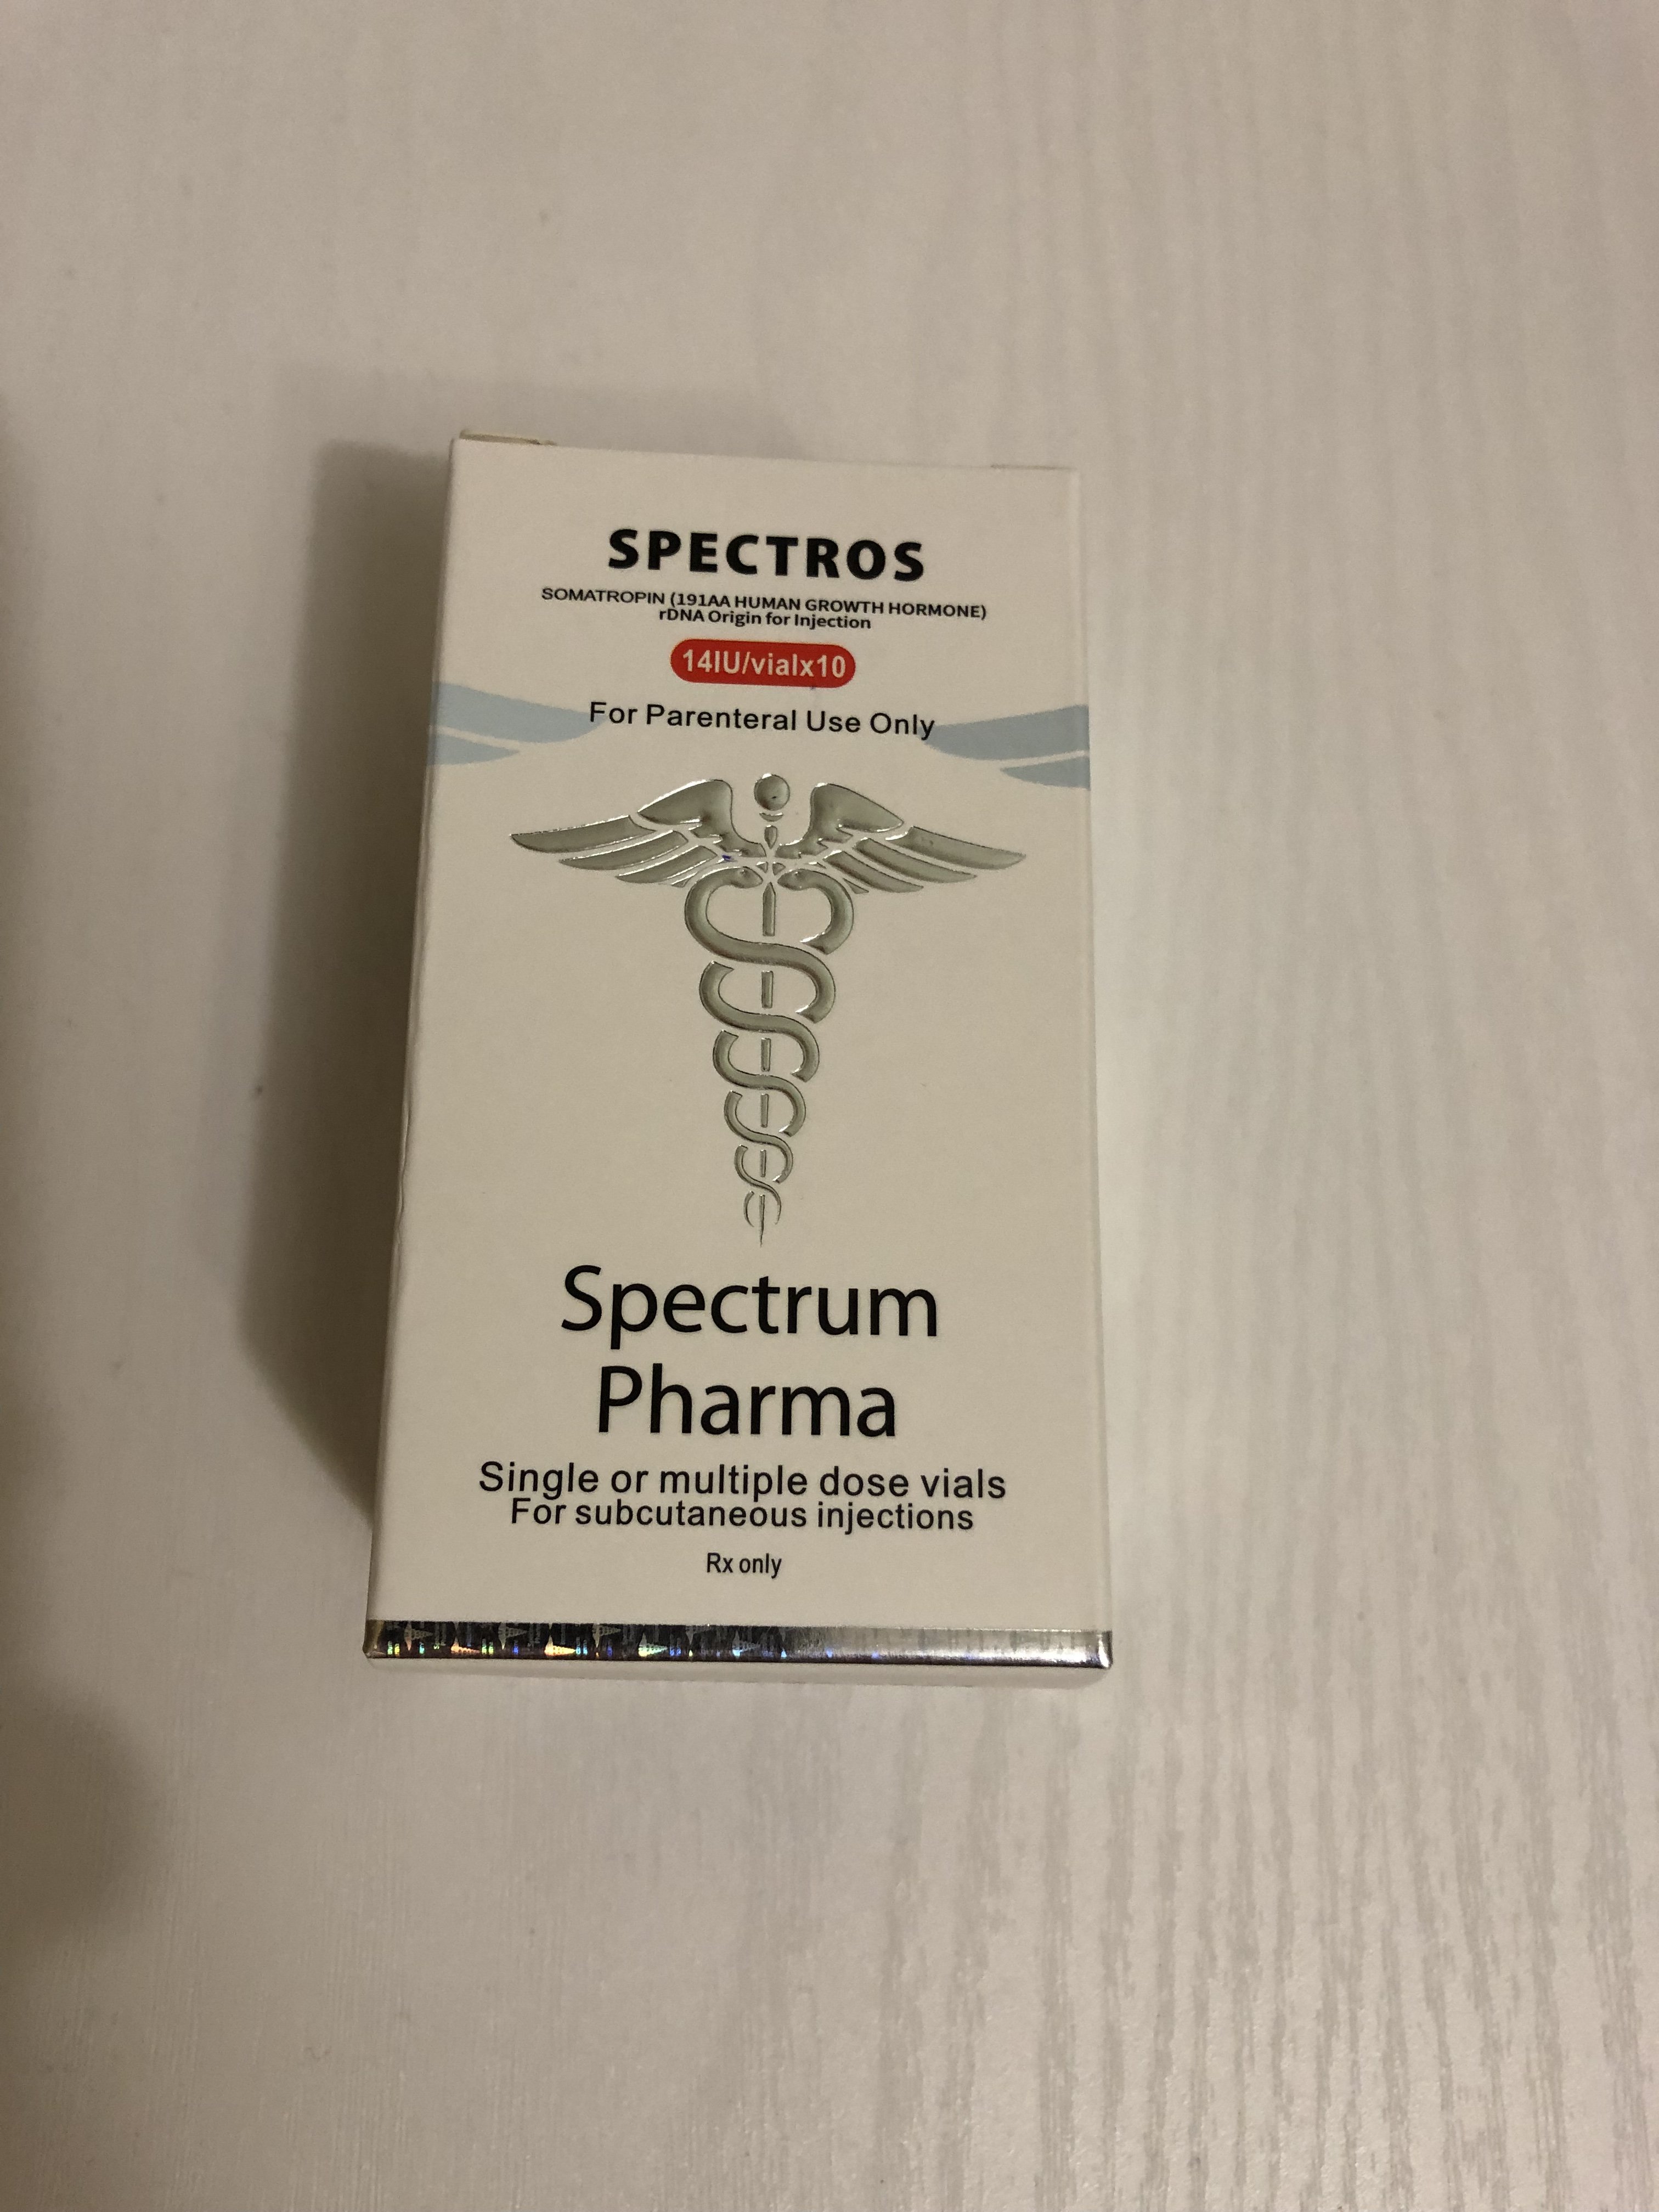 SPECTROS
SOMATROPIN (191AA HUMAN GROWTH HORMONE)
rDNA Origin for Injection
14IU/vialx10
For Parenteral Use Only
Spectrum
Pharma
Single or multiple dose vials
For subcutaneous injections
Rx only